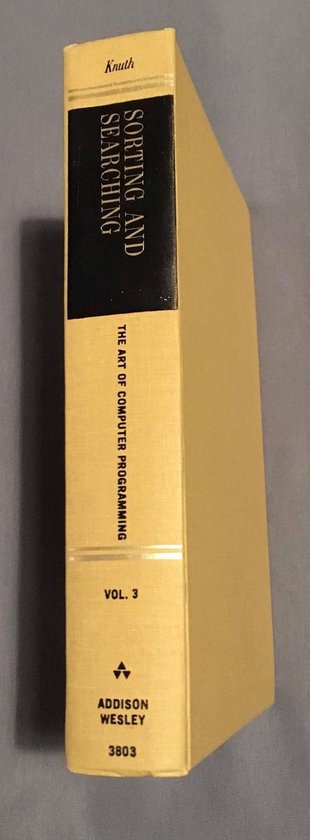 Knuth
SORTING AND
SEARCHING
THE ART OF COMPUTER PROGRAMMING
VOL. 3
ADDISON
WESLEY
3803